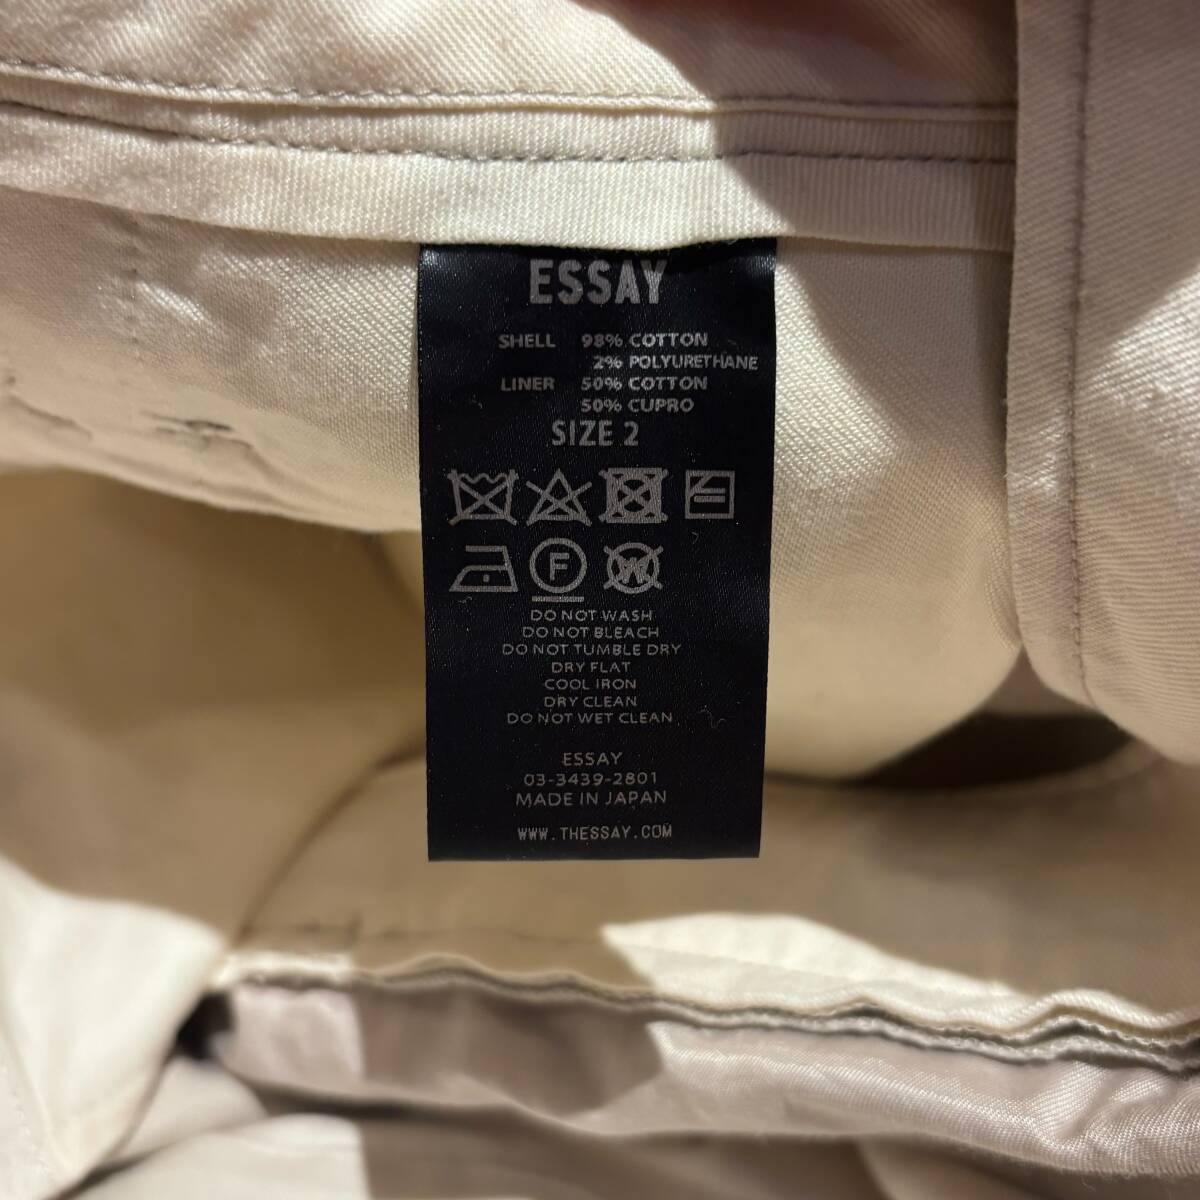 ESSAY
SHELL 98% COTTON
2% POLYURETHANE
LINER 50% COTTON
50% CUPRO
SIZE 2
F
W
DO NOT WASH
DO NOT BLEACH
DO NOT TUMBLE DRY
DRY FLAT
COOL IRON
DRY CLEAN
DO NOT WET CLEAN
ESSAY
03-3439-2801
MADE IN JAPAN
WWW.THESSAY.COM